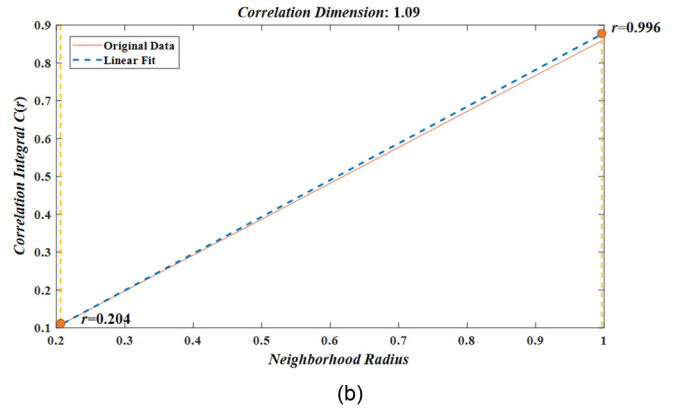 Correlation Dimension: 1.09
0.9
0.8
0.7
0.6
0.5
0.4
0.3
0.2
0.1
Correlation Integral C(r)
Original Data
Linear Fit
r=0.996
r=0.204
0.2 0.3 0.4 0.5 0.6 0.7 0.8 0.9 1
Neighborhood Radius
(b)